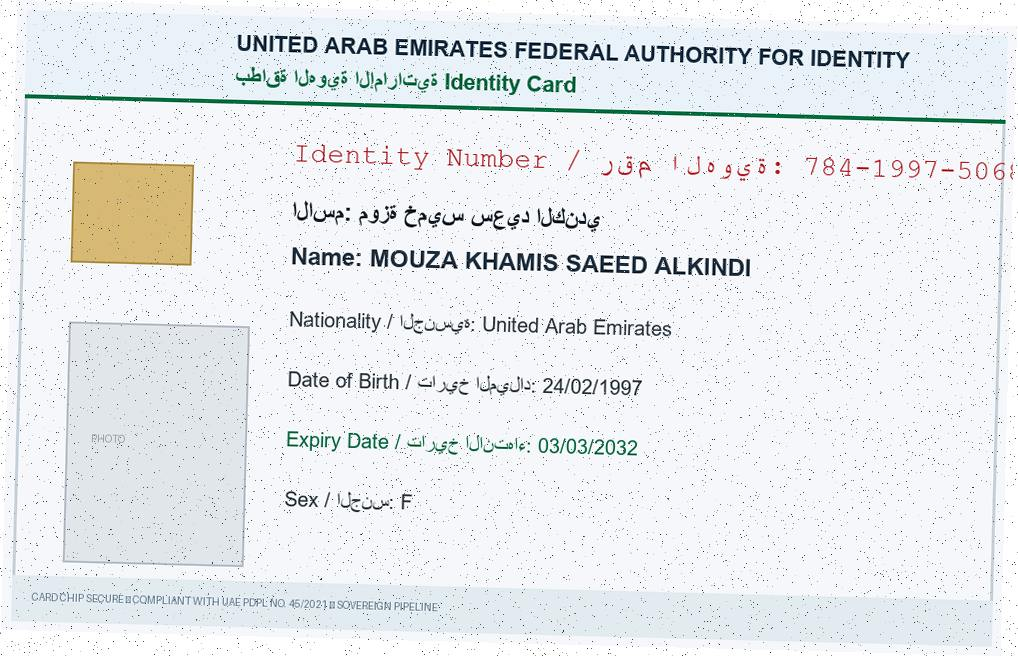 UNITED ARAB EMIRATES FEDERAL AUTHORITY FOR IDENTITY
بطاقة الهوية الإماراتية Identity Card
Identity Number / رقم الهوية: 784-1997-506
الاسم: موزة خميس سعيد الكندي
Name: MOUZA KHAMIS SAEED ALKINDI
Nationality / الجنسية: United Arab Emirates
Date of Birth / تاريخ الميلاد: 24/02/1997
Expiry Date / تاريخ الانتهاء: 03/03/2032
Sex / الجنس: F
PHOTO
CARD CHIP SECURE COMPLIANT WITH UAE PDPL NO. 45/2021 SOVEREIGN PIPELINE